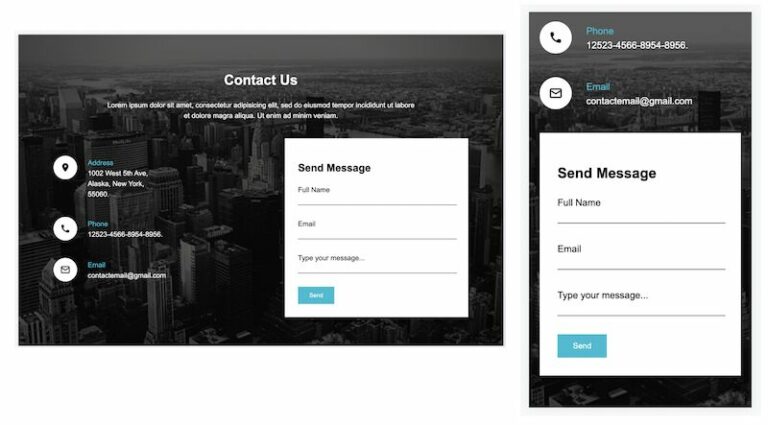 Contact Us
Lorem ipsum dolor sit amet, consectetur adipisicing elit, sed do eiusmod tempor incididunt ut labore
et dolore magna aliqua. Ut enim ad minim veniam.
Address
1002 West 5th Ave,
Alaska, New York,
55060.
Phone
12523-4566-8954-8956.
Email
contactemail@gmail.com
Send Message
Full Name
Email
Type your message...
Send
Phone
12523-4566-8954-8956.
Email
contactemail@gmail.com
Send Message
Full Name
Email
Type your message...
Send